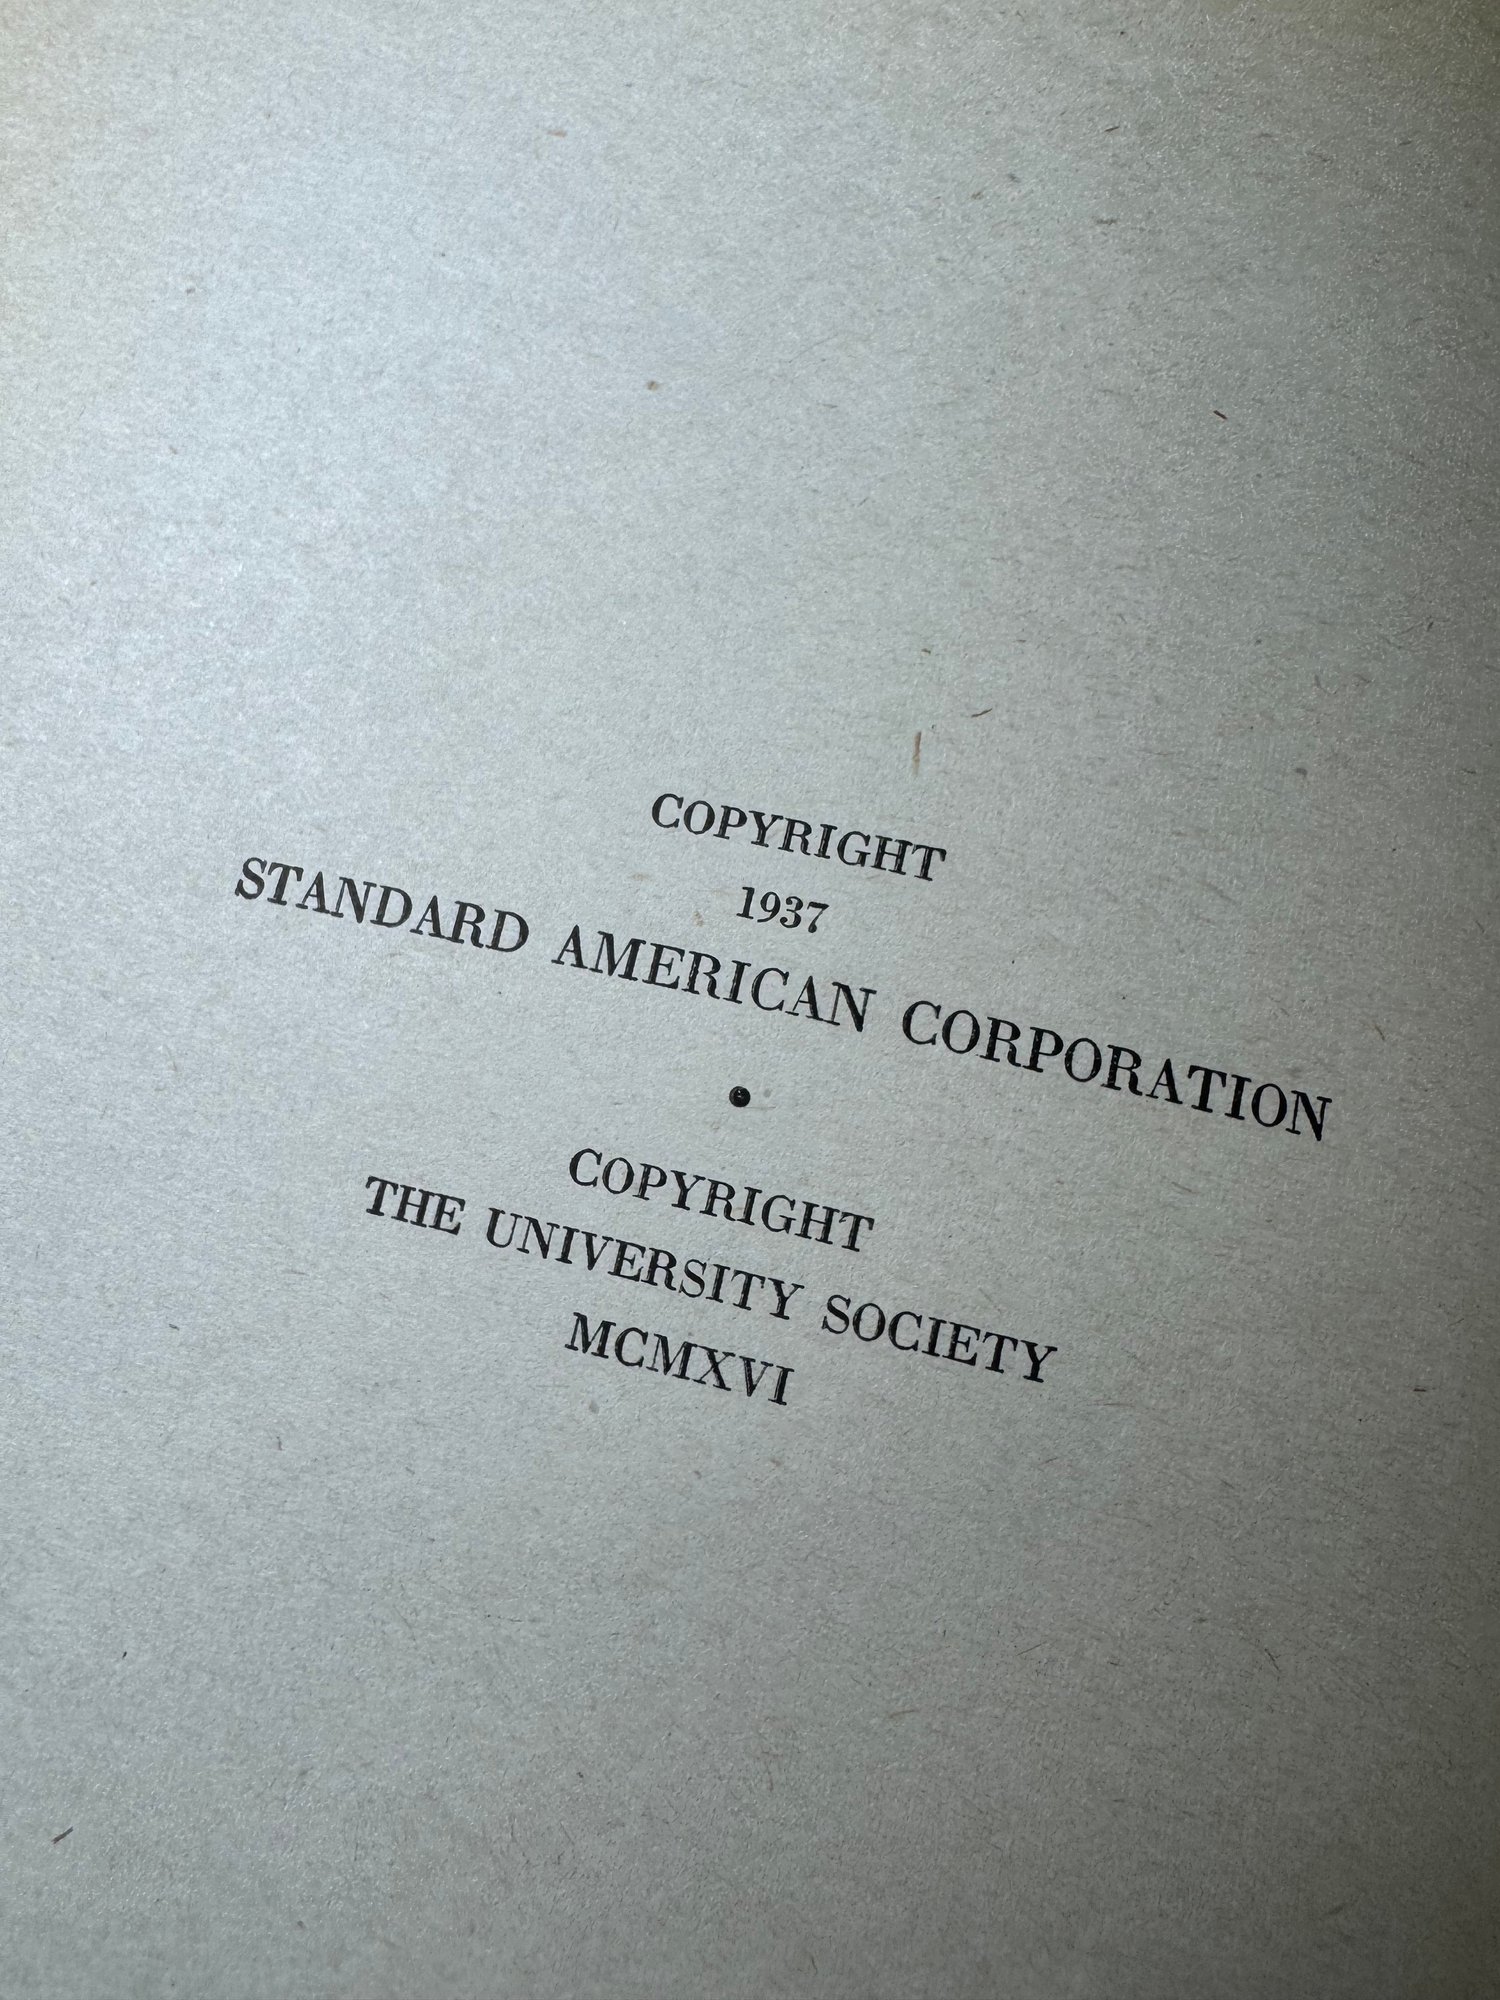 COPYRIGHT
1937
STANDARD AMERICAN CORPORATION
•
COPYRIGHT
THE UNIVERSITY SOCIETY
MCMXVI